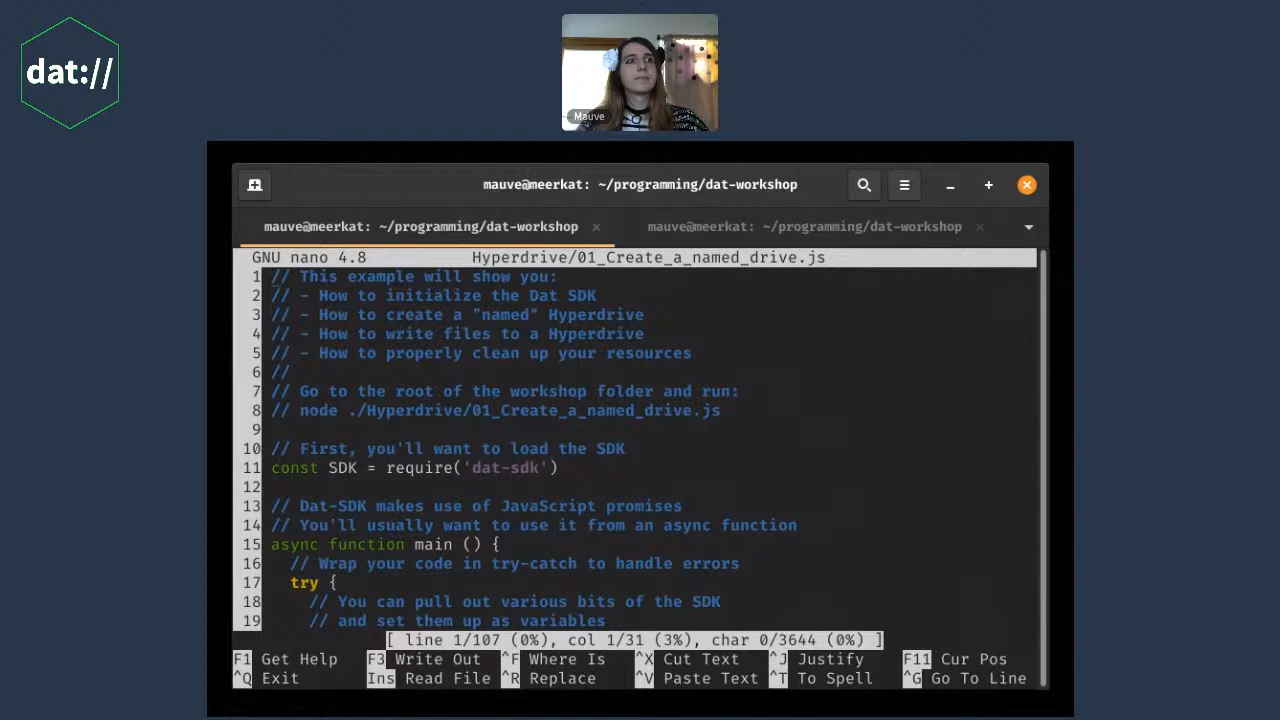 dat://
Mauve
mauve@meerkat: ~/programming/dat-workshop
mauve@meerkat: ~/programming/dat-workshop × mauve@meerkat: ~/programming/dat-workshop ×
GNU nano 4.8 Hyperdrive/01_Create_a_named_drive.js
1 // This example will show you:
2 // - How to initialize the Dat SDK
3 // - How to create a "named" Hyperdrive
4 // - How to write files to a Hyperdrive
5 // - How to properly clean up your resources
6 //
7 // Go to the root of the workshop folder and run:
8 // node ./Hyperdrive/01_Create_a_named_drive.js
9
10 // First, you'll want to load the SDK
11 const SDK = require('dat-sdk')
12
13 // Dat-SDK makes use of JavaScript promises
14 // You'll usually want to use it from an async function
15 async function main () {
16 // Wrap your code in try-catch to handle errors
17 try {
18 // You can pull out various bits of the SDK
19 // and set them up as variables
[ line 1/107 (0%), col 1/31 (3%), char 0/3644 (0%) ]
F1 Get Help F3 Write Out ^F Where Is ^X Cut Text ^J Justify F11 Cur Pos
^Q Exit Ins Read File ^R Replace ^V Paste Text ^T To Spell ^G Go To Line